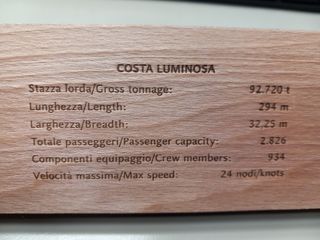 COSTA LUMINOSA
Stazza lorda/Gross tonnage: 92.720 t
Lunghezza/Length: 294 m
Larghezza/Breadth: 32,25 m
Totale passeggeri/Passenger capacity: 2.826
Componenti equipaggio/Crew members: 934
Velocità massima/Max speed: 24 nodi/knots